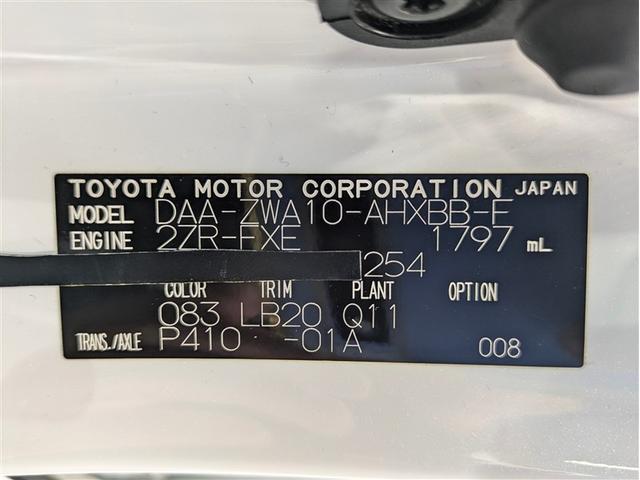 TOYOTA MOTOR CORPORATION JAPAN
MODEL DAA-ZWA10-AHXBB-F
ENGINE 2ZR-FXE 1797 mL
254
COLOR TRIM PLANT OPTION
083 LB20 Q11
TRANS./AXLE P410 -01A 008